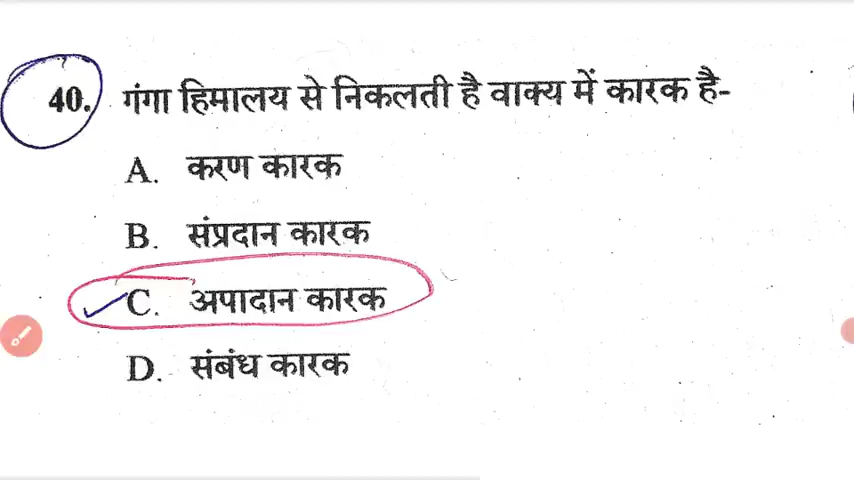 40. गंगा हिमालय से निकलती है वाक्य में कारक है-
A. करण कारक
B. संप्रदान कारक
C. अपादान कारक
D. संबंध कारक